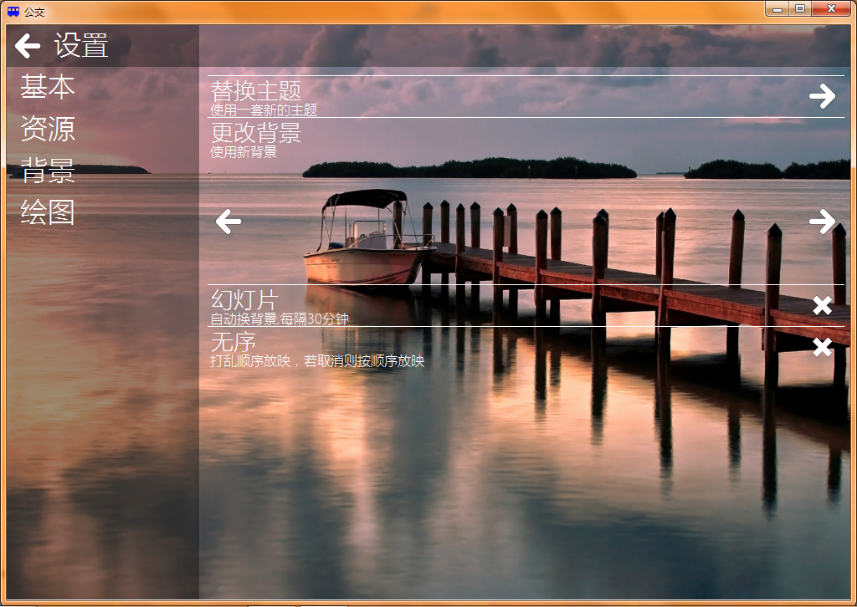 公交
设置
基本
资源
背景
绘图
替换主题
使用一套新的主题
更改背景
使用新背景
幻灯片
自动换背景,每隔30分钟
无序
打乱顺序放映，若取消则按顺序放映